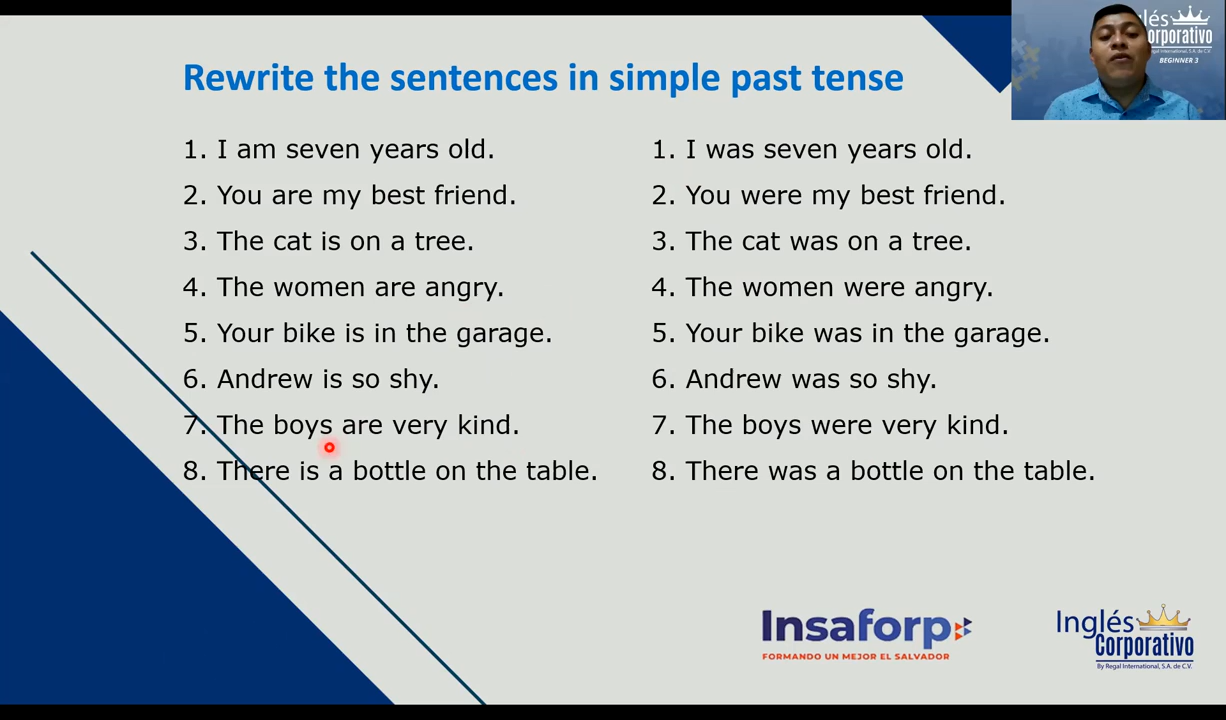 Rewrite the sentences in simple past tense
1. I am seven years old.
2. You are my best friend.
3. The cat is on a tree.
4. The women are angry.
5. Your bike is in the garage.
6. Andrew is so shy.
7. The boys are very kind.
8. There is a bottle on the table.
1. I was seven years old.
2. You were my best friend.
3. The cat was on a tree.
4. The women were angry.
5. Your bike was in the garage.
6. Andrew was so shy.
7. The boys were very kind.
8. There was a bottle on the table.
BEGINNER 3
Insaforp
FORMANDO UN MEJOR EL SALVADOR
Inglés
Corporativo
By Regal International, S.A. de C.V.